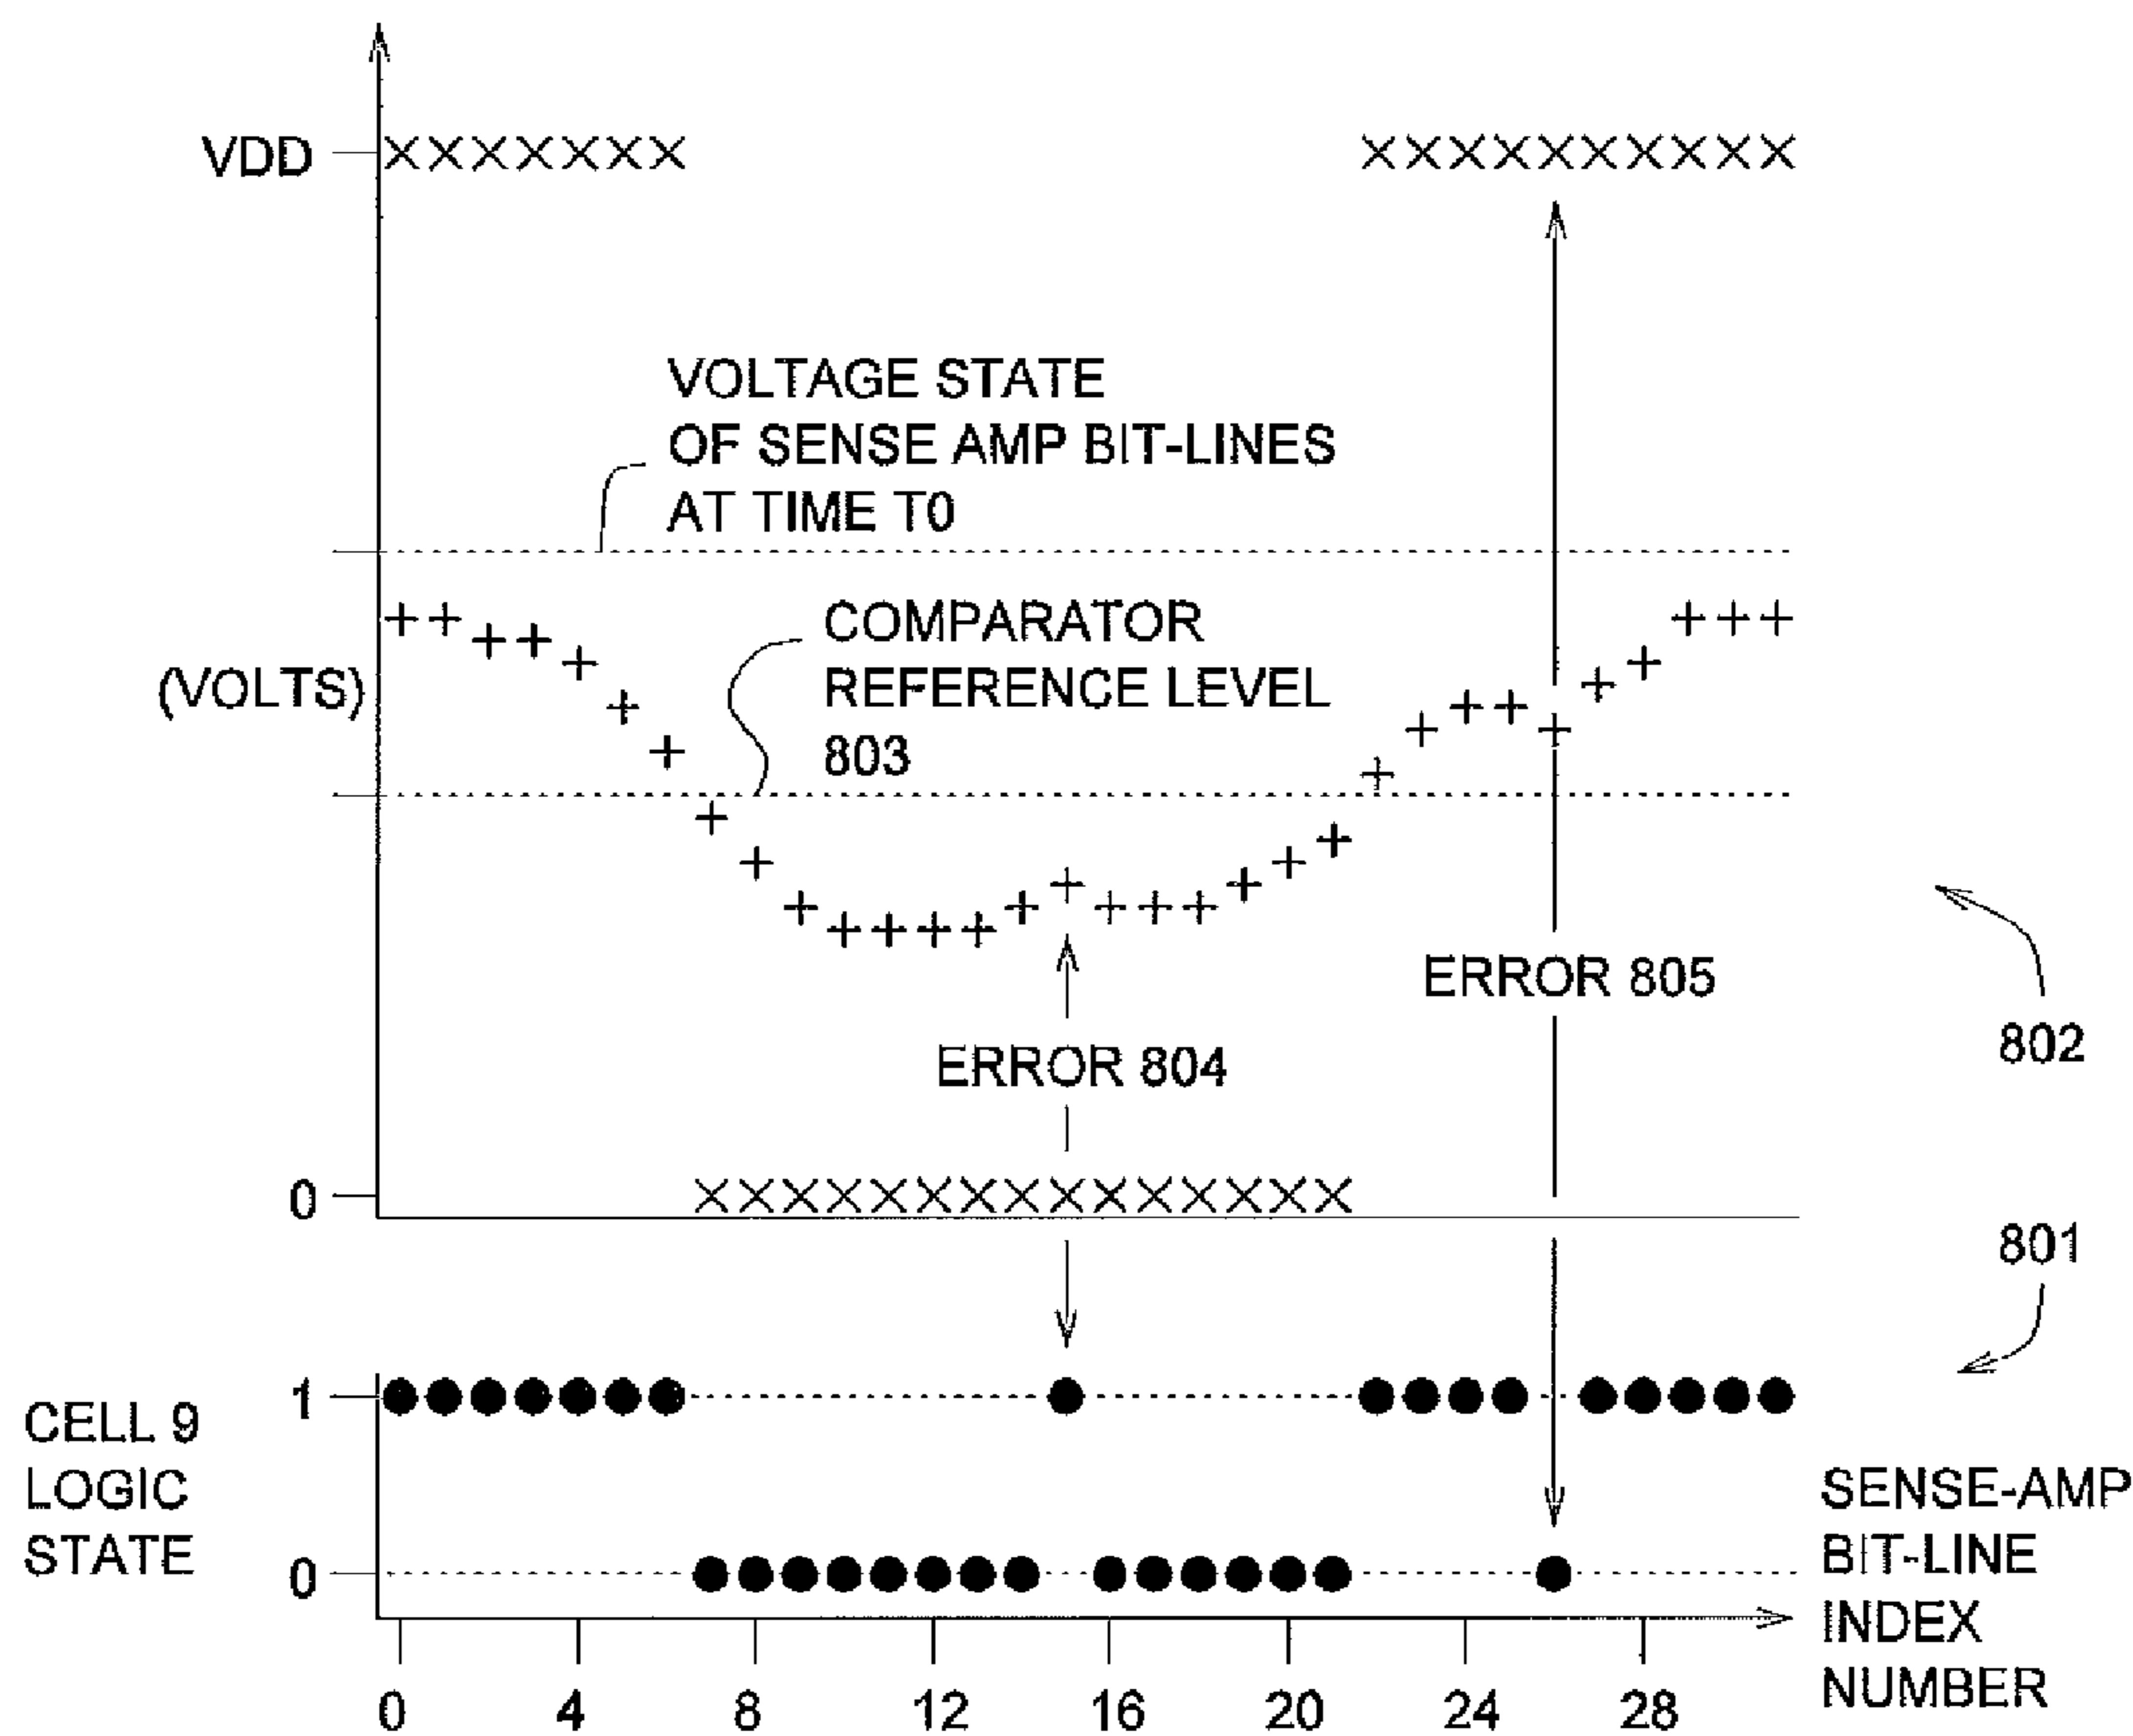 VDD
VOLTAGE STATE
OF SENSE AMP BIT-LINES
AT TIME T0
(VOLTS)
COMPARATOR
REFERENCE LEVEL
803
ERROR 805
802
ERROR 804
0
801
1
CELL 9
LOGIC
STATE
0
SENSE-AMP
BIT-LINE
INDEX
NUMBER
0 4 8 12 16 20 24 28